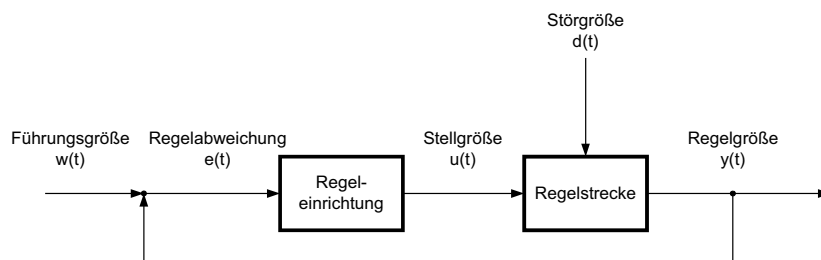 Störgröße
d(t)
Führungsgröße
w(t)
Regelabweichung
e(t)
Regel-
einrichtung
Stellgröße
u(t)
Regelstrecke
Regelgröße
y(t)